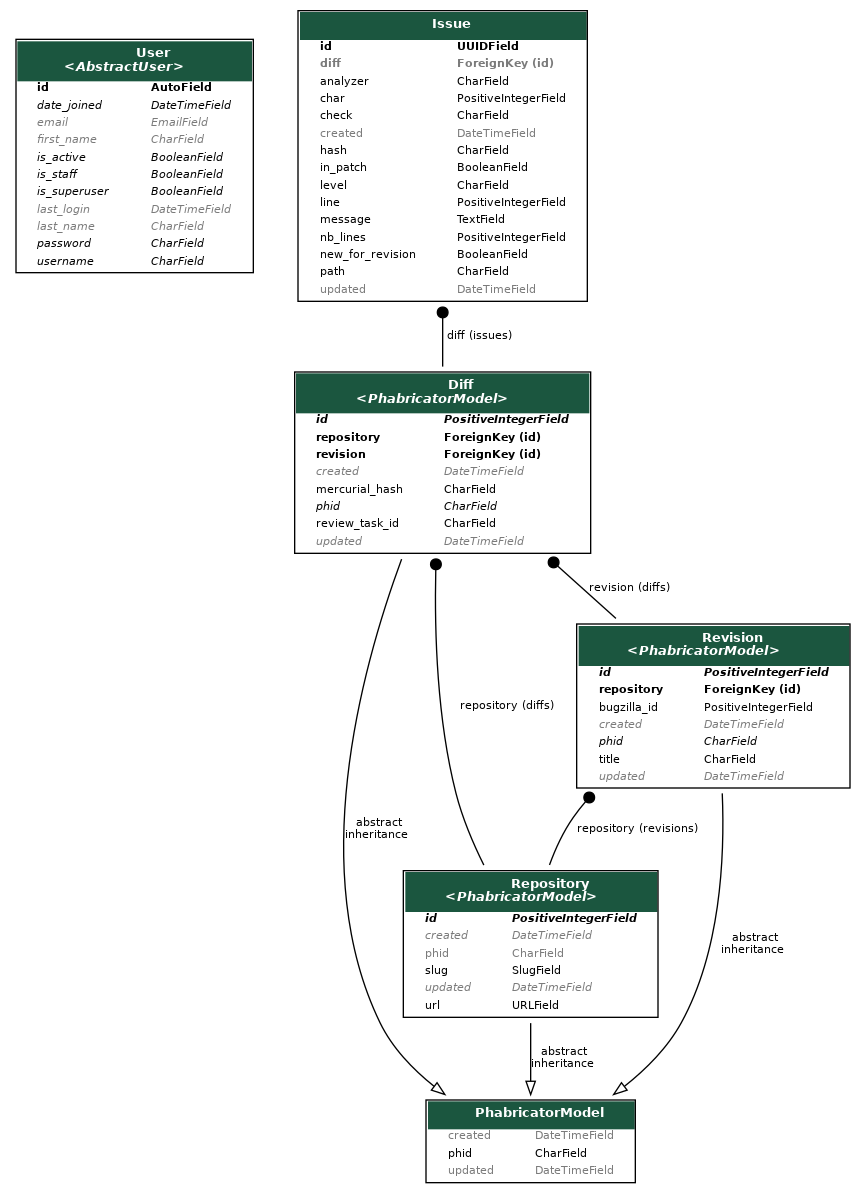 User
<AbstractUser>
id AutoField
date_joined DateTimeField
email EmailField
first_name CharField
is_active BooleanField
is_staff BooleanField
is_superuser BooleanField
last_login DateTimeField
last_name CharField
password CharField
username CharField
Issue
id UUIDField
diff ForeignKey (id)
analyzer CharField
char PositiveIntegerField
check CharField
created DateTimeField
hash CharField
in_patch BooleanField
level CharField
line PositiveIntegerField
message TextField
nb_lines PositiveIntegerField
new_for_revision BooleanField
path CharField
updated DateTimeField
diff (issues)
Diff
<PhabricatorModel>
id PositiveIntegerField
repository ForeignKey (id)
revision ForeignKey (id)
created DateTimeField
mercurial_hash CharField
phid CharField
review_task_id CharField
updated DateTimeField
revision (diffs)
Revision
<PhabricatorModel>
id PositiveIntegerField
repository ForeignKey (id)
bugzilla_id PositiveIntegerField
created DateTimeField
phid CharField
title CharField
updated DateTimeField
repository (diffs)
abstract
inheritance
repository (revisions)
Repository
<PhabricatorModel>
id PositiveIntegerField
created DateTimeField
phid CharField
slug SlugField
updated DateTimeField
url URLField
abstract
inheritance
abstract
inheritance
PhabricatorModel
created DateTimeField
phid CharField
updated DateTimeField